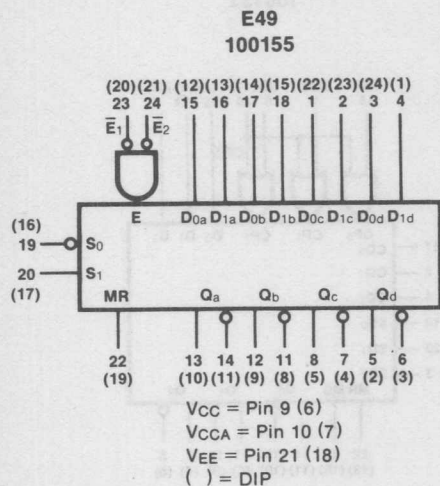 E49
100155
(20) (21) (12) (13) (14) (15) (22) (23) (24) (1)
23 24 15 16 17 18 1 2 3 4
E̅1 E̅2
E D0a D1a D0b D1b D0c D1c D0d D1d
(16)
19 S0
20 S1
(17)
MR Qa Qb Qc Qd
22 13 14 12 11 8 7 5 6
(19) (10) (11) (9) (8) (5) (4) (2) (3)
VCC = Pin 9 (6)
VCCA = Pin 10 (7)
VEE = Pin 21 (18)
( ) = DIP